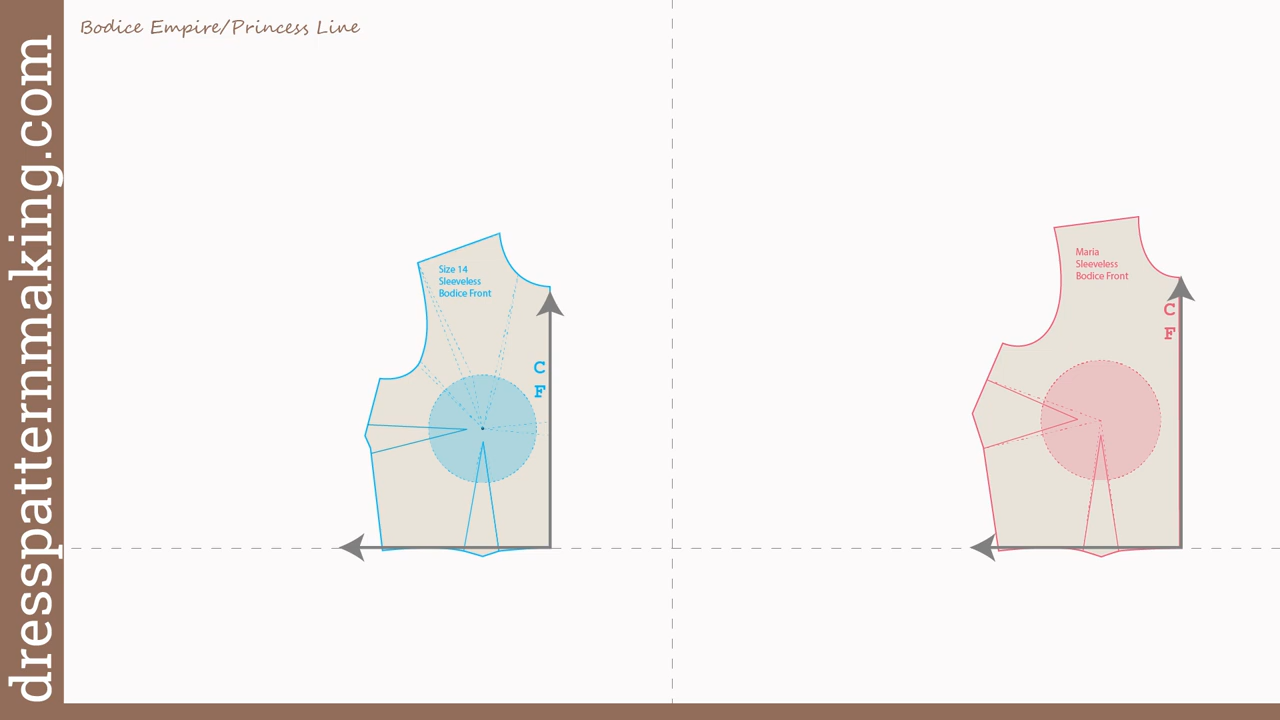 dresspatternmaking.com
Bodice Empire/Princess Line
Size 14
Sleeveless
Bodice Front
C
F
Maria
Sleeveless
Bodice Front
C
F